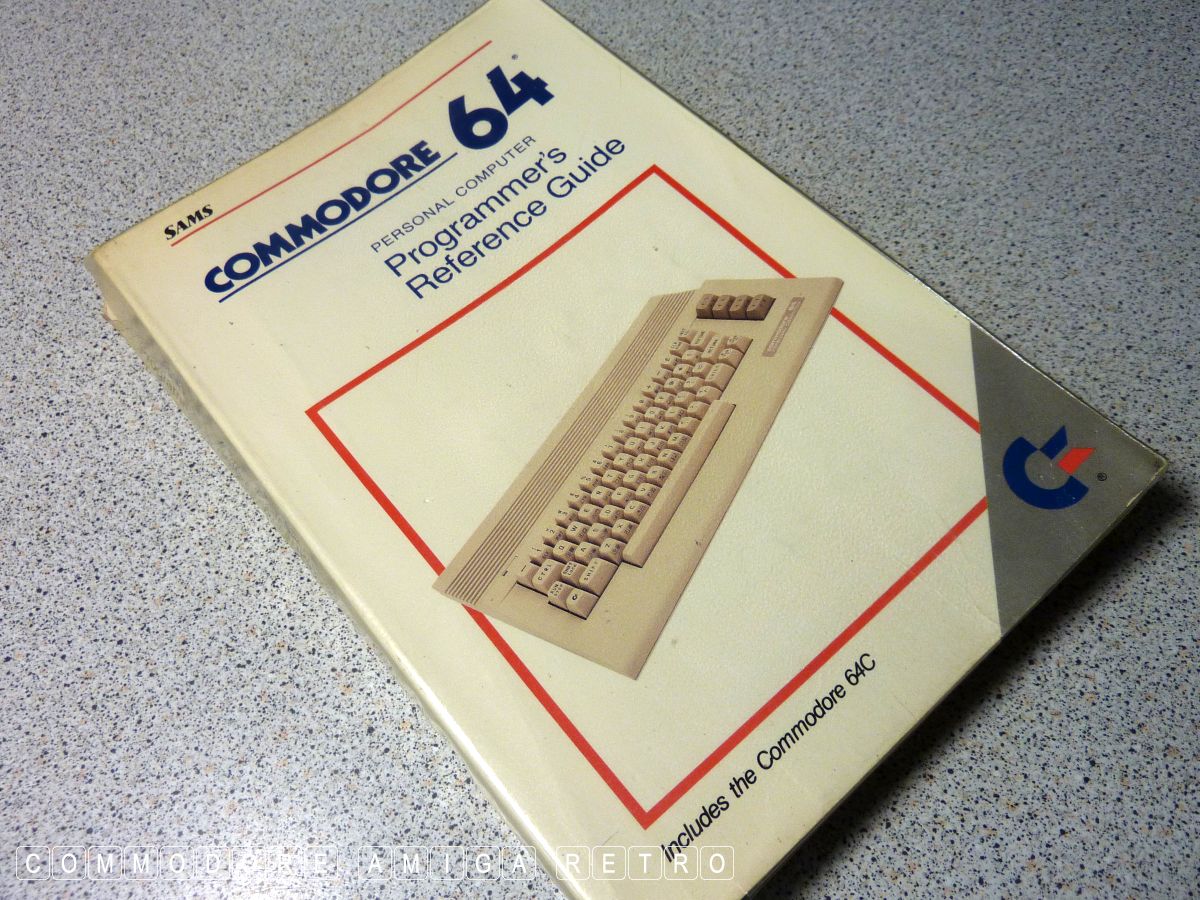 SAMS
COMMODORE 64®
PERSONAL COMPUTER
Programmer's
Reference Guide
®
Includes the Commodore 64C
COMMODORE AMIGA RETRO